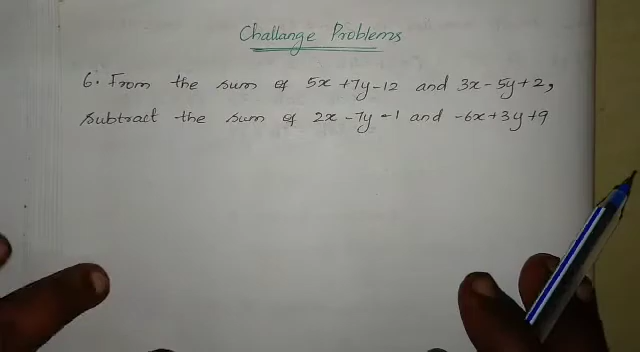 Challange Problems
6. From the sum of 5x +7y-12 and 3x-5y+2,
subtract the sum of 2x -7y -1 and -6x+3y+9